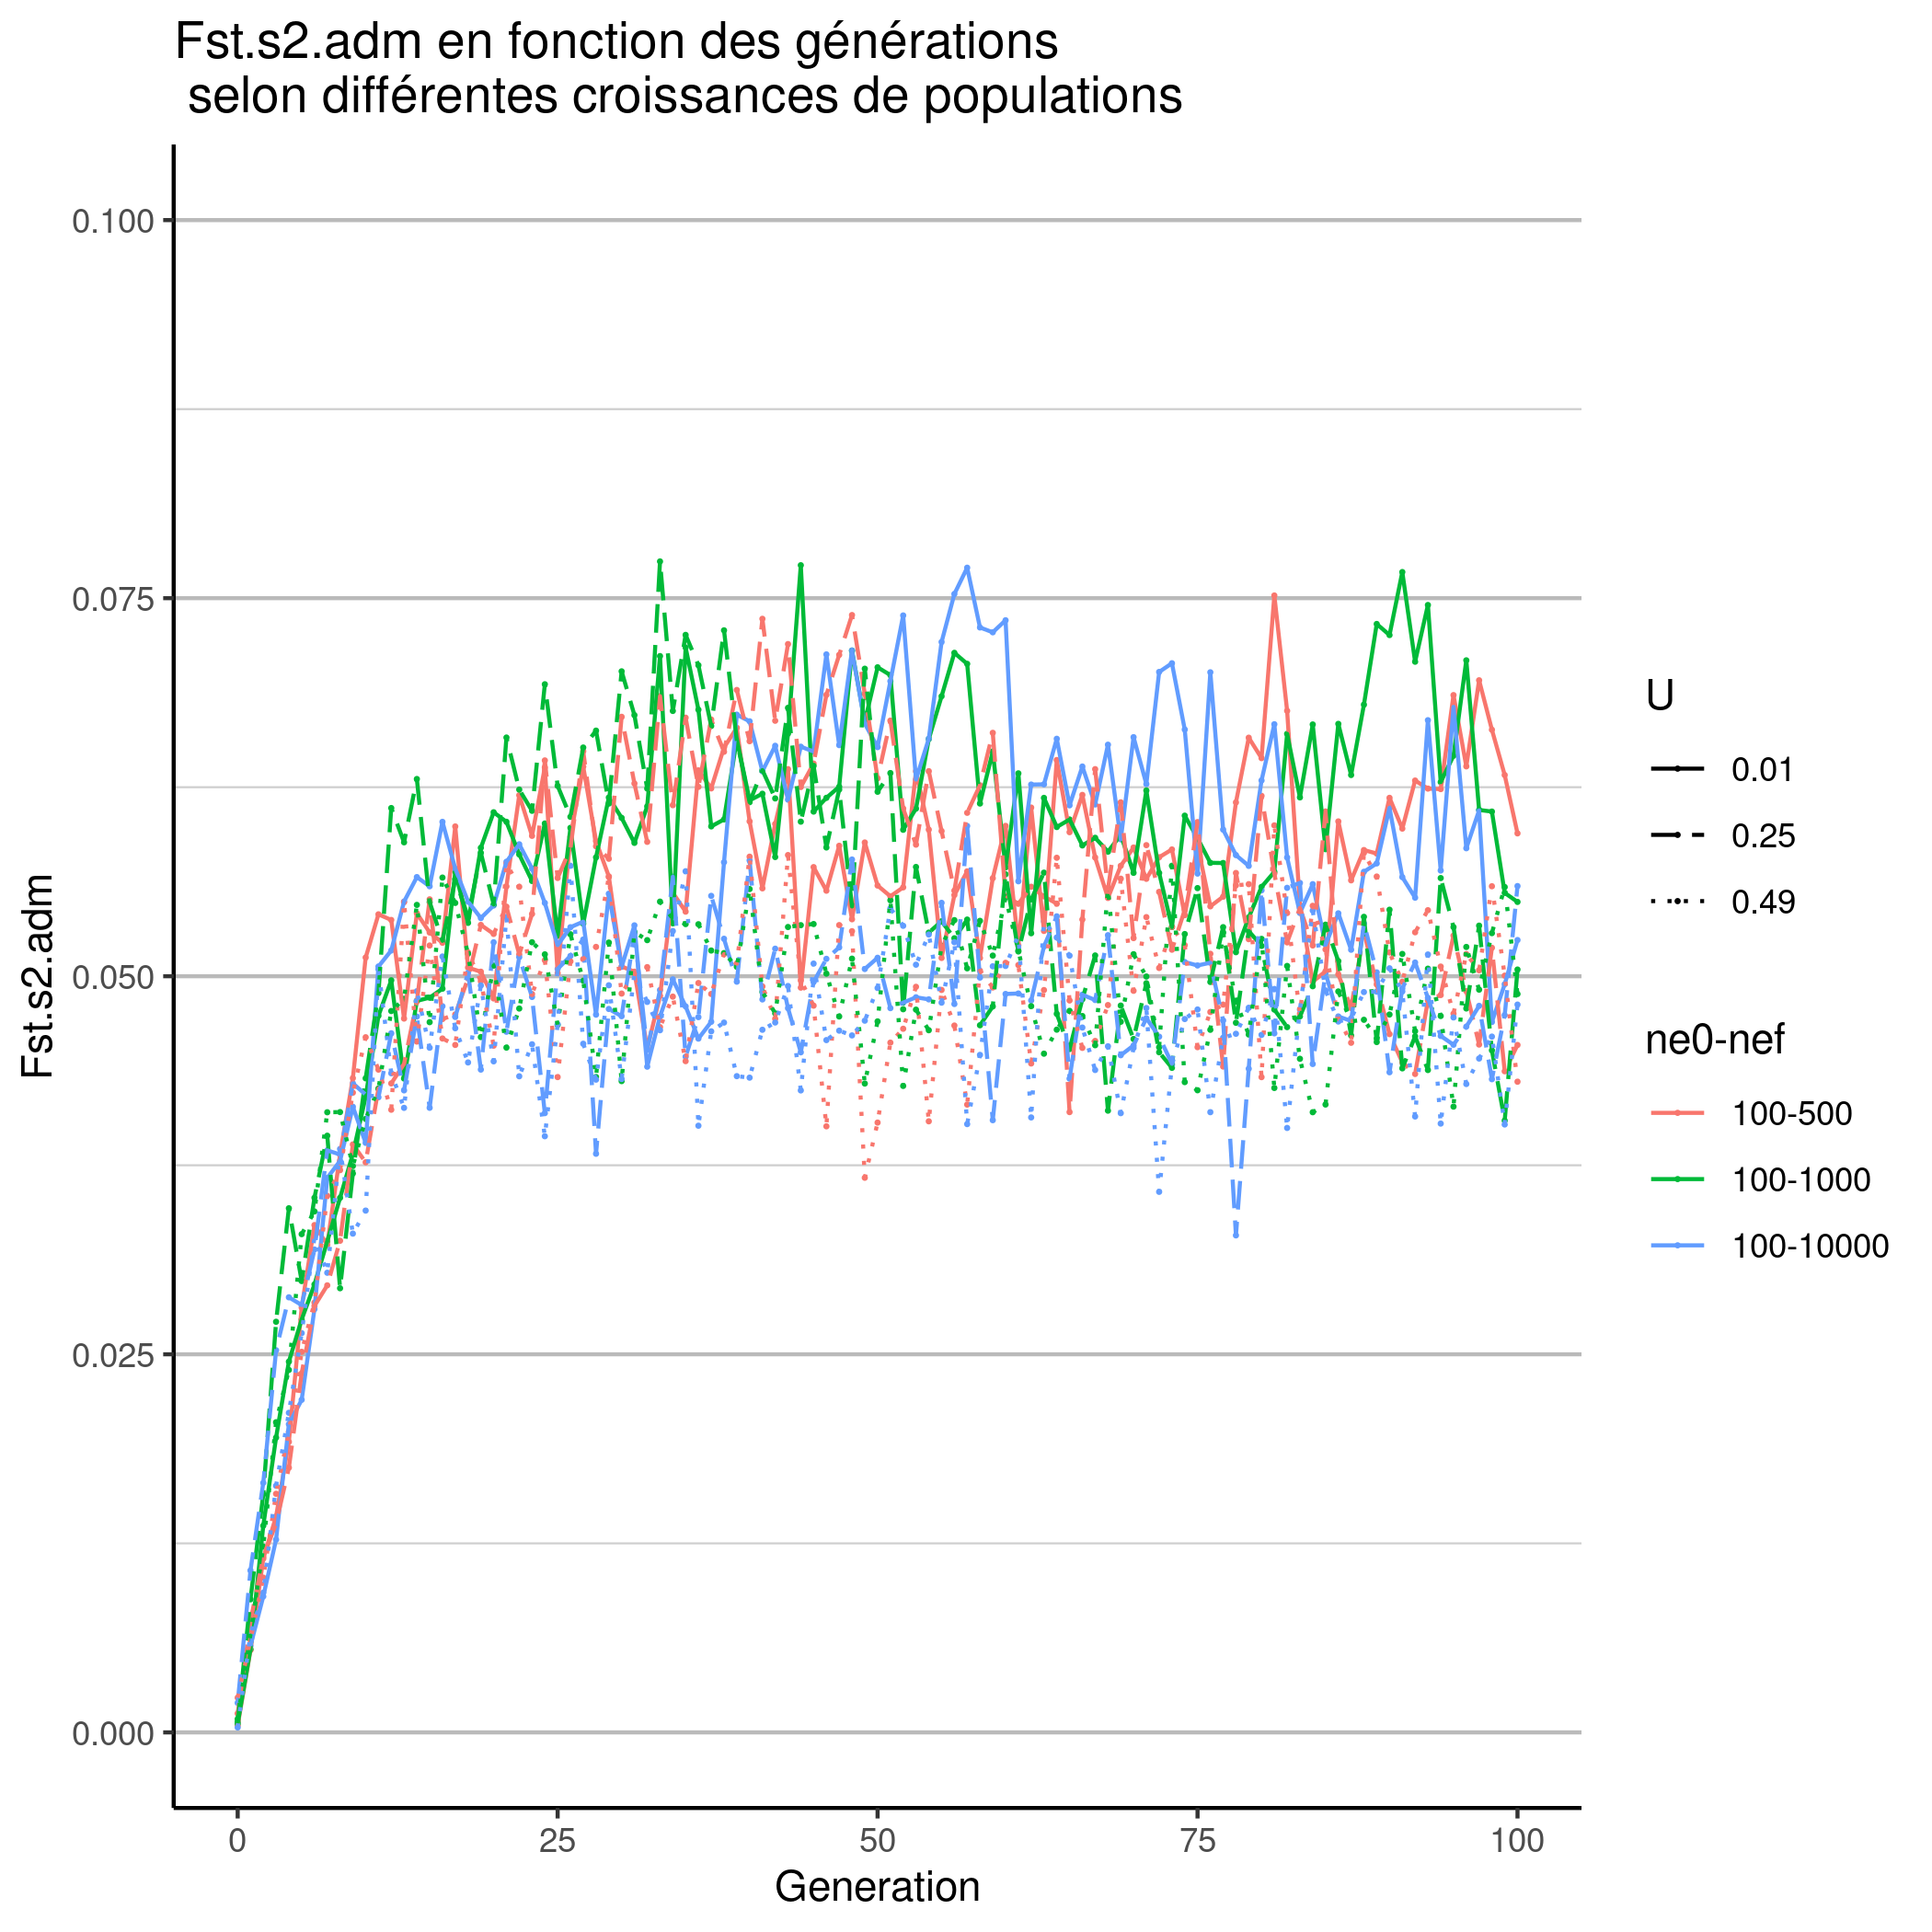 Fst.s2.adm en fonction des générations
selon différentes croissances de populations
Fst.s2.adm
0.100
0.075
0.050
0.025
0.000
0
25
50
75
100
Generation
U
0.01
0.25
0.49
ne0-nef
100-500
100-1000
100-10000